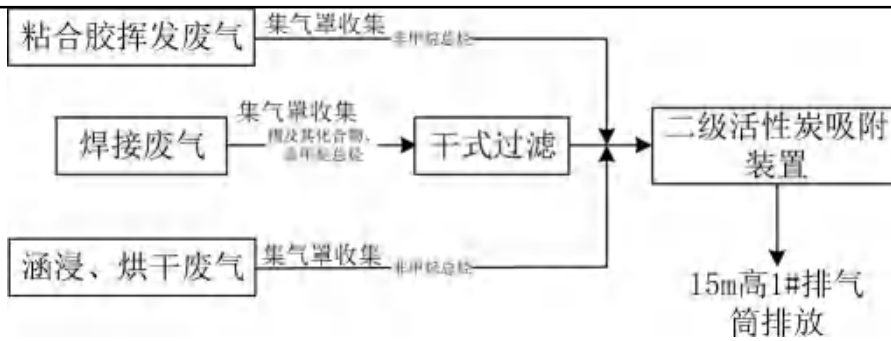 粘合胶挥发废气
集气罩收集
非甲烷总烃
焊接废气
集气罩收集
锡及其化合物、
非甲烷总烃
干式过滤
二级活性炭吸附
装置
涵浸、烘干废气
集气罩收集
非甲烷总烃
15m高1#排气
筒排放